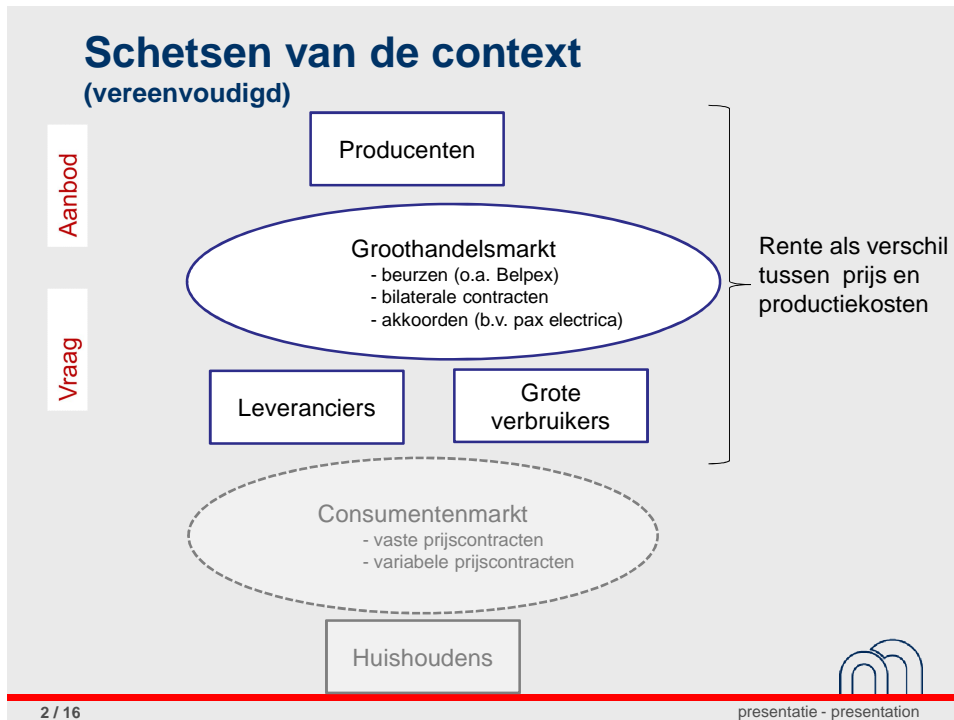 Schetsen van de context
(vereenvoudigd)
Aanbod
Producenten
Groothandelsmarkt
- beurzen (o.a. Belpex)
- bilaterale contracten
- akkoorden (b.v. pax electrica)
Rente als verschil
tussen prijs en
productiekosten
Vraag
Leveranciers
Grote
verbruikers
Consumentenmarkt
- vaste prijscontracten
- variabele prijscontracten
Huishoudens
2 / 16
presentatie - presentation